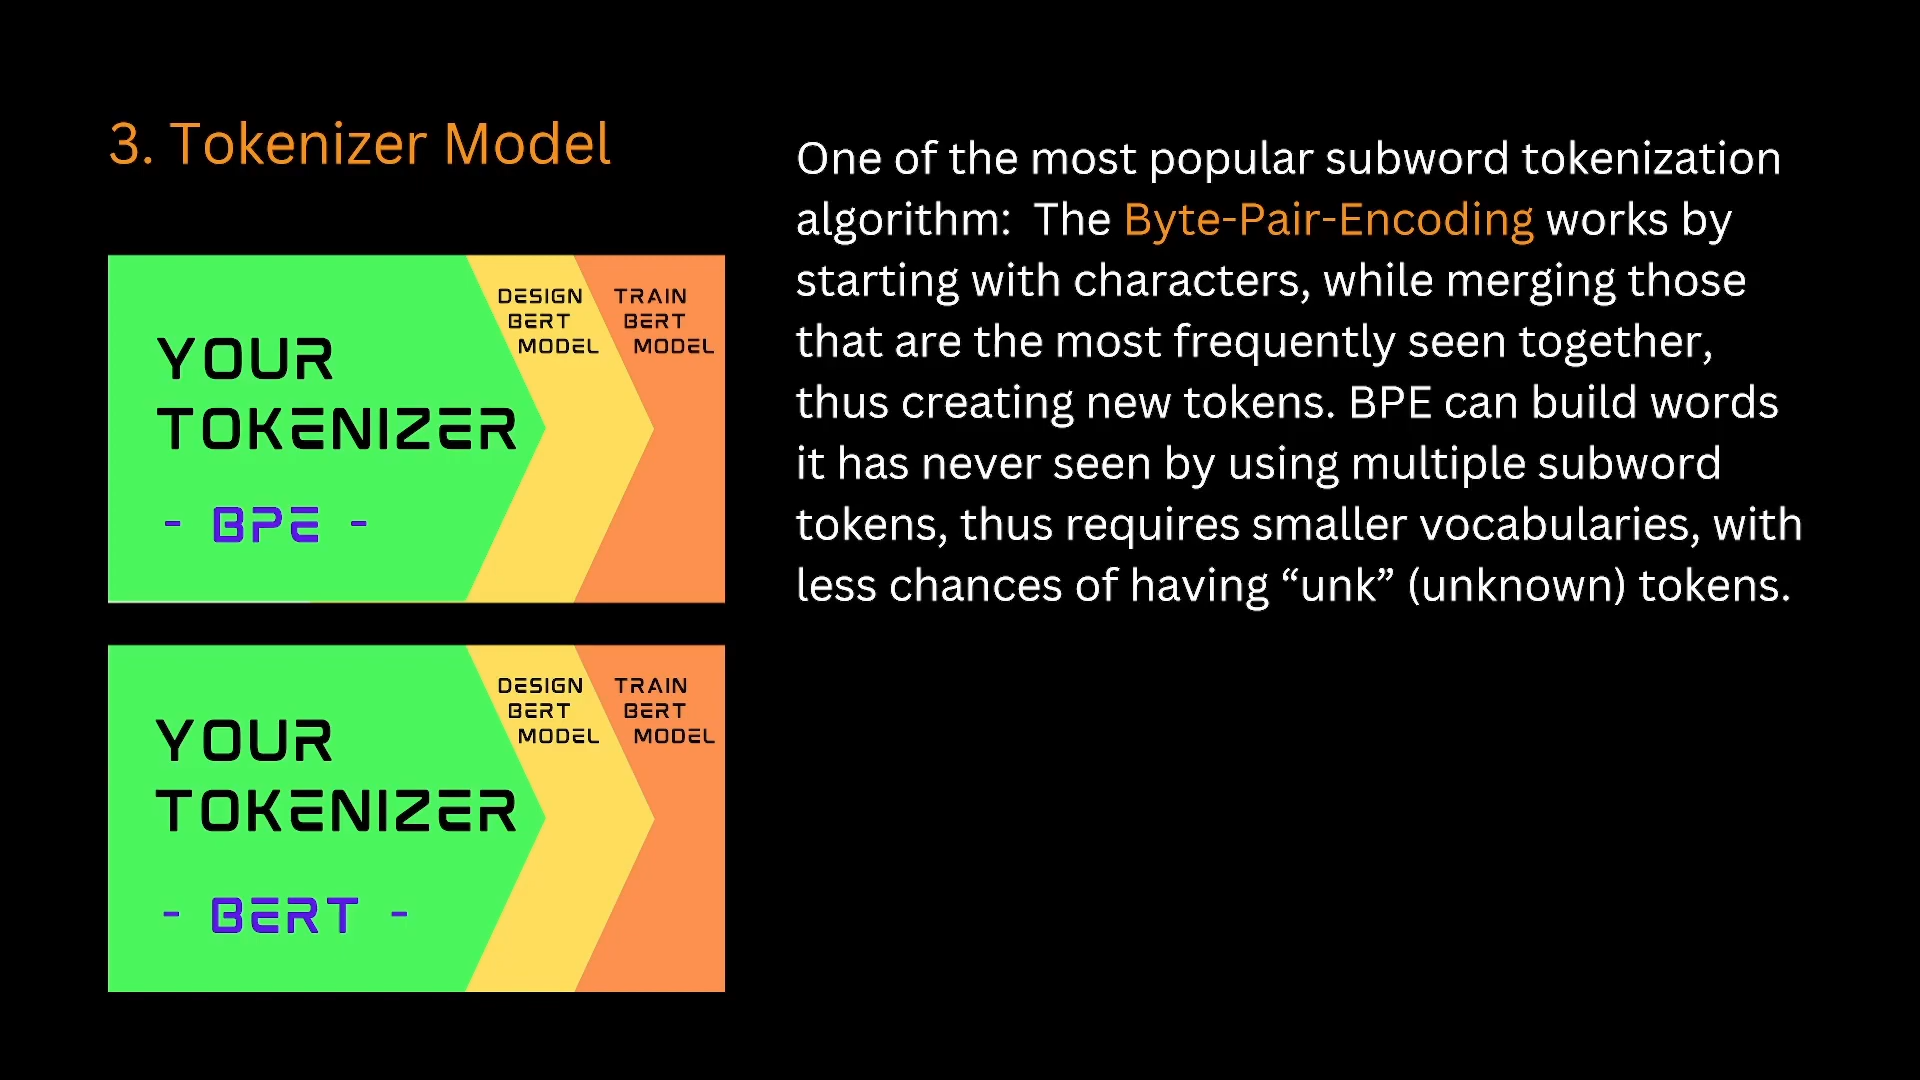 3. Tokenizer Model
YOUR
TOKENIZER
- BPE -
DESIGN
BERT
MODEL
TRAIN
BERT
MODEL
YOUR
TOKENIZER
- BERT -
DESIGN
BERT
MODEL
TRAIN
BERT
MODEL
One of the most popular subword tokenization
algorithm:  The Byte-Pair-Encoding works by
starting with characters, while merging those
that are the most frequently seen together,
thus creating new tokens. BPE can build words
it has never seen by using multiple subword
tokens, thus requires smaller vocabularies, with
less chances of having “unk” (unknown) tokens.